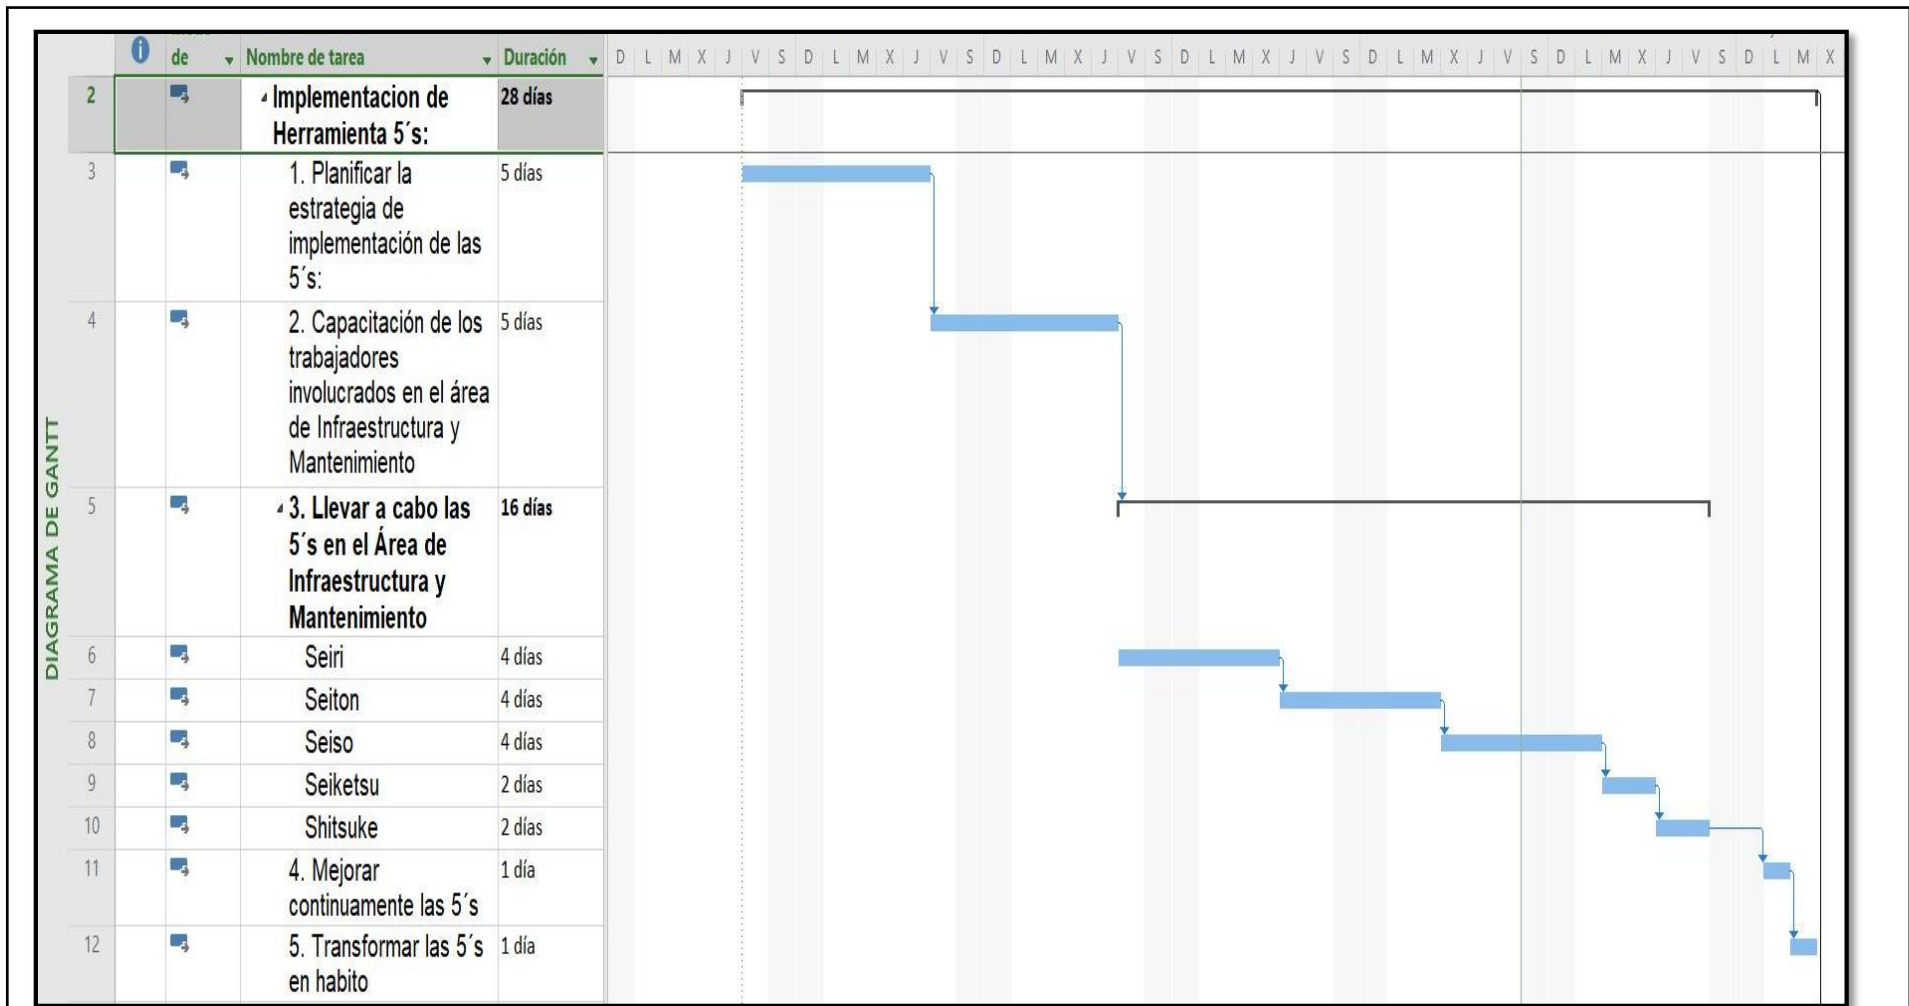 de Nombre de tarea Duración D L M X J V S D L M X J V S D L M X J V S D L M X J V S D L M X J V S D L M X J V S D L M X
2 Implementacion de 28 días
Herramienta 5´s:
3 1. Planificar la 5 días
estrategia de
implementación de las
5´s:
4 2. Capacitación de los 5 días
trabajadores
involucrados en el área
de Infraestructura y
Mantenimiento
5 3. Llevar a cabo las 16 días
5´s en el Área de
Infraestructura y
Mantenimiento
6 Seiri 4 días
7 Seiton 4 días
8 Seiso 4 días
9 Seiketsu 2 días
10 Shitsuke 2 días
11 4. Mejorar 1 día
continuamente las 5´s
12 5. Transformar las 5´s 1 día
en habito
DIAGRAMA DE GANTT